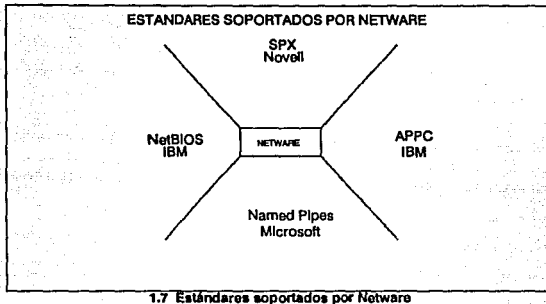 ESTANDARES SOPORTADOS POR NETWARE
SPX
Novell
NetBIOS
IBM
NETWARE
APPC
IBM
Named Pipes
Microsoft
1.7 Estándares soportados por Netware